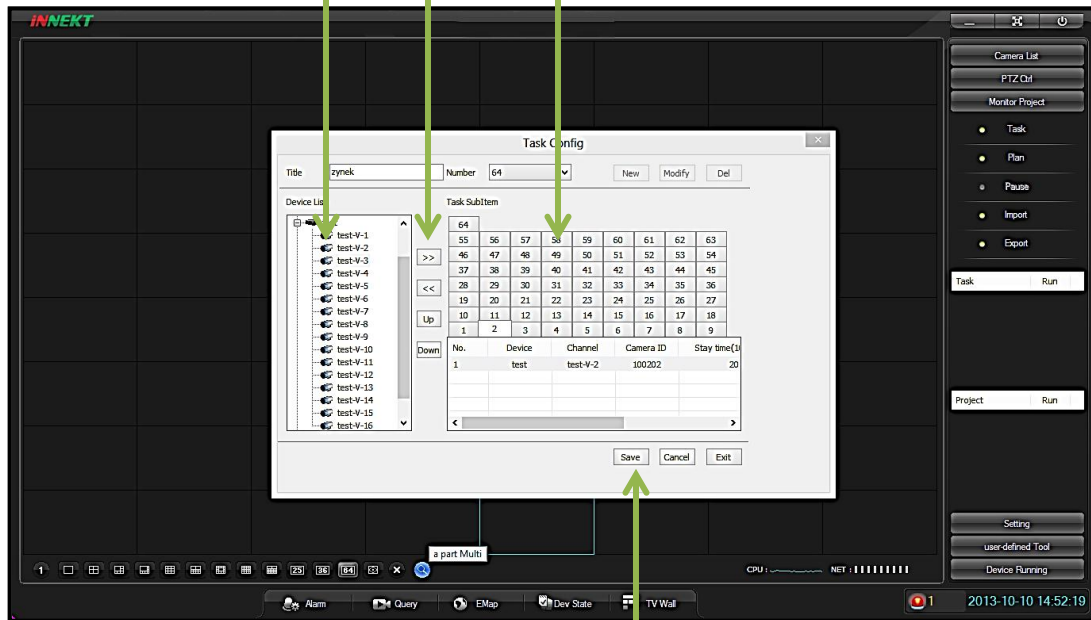 iNNEKT
Camera List
PTZ Ctrl
Monitor Project
Task
Plan
Pause
Import
Export
Task Run
Project Run
Setting
user-defined Tool
Device Running
Task Config
Title zynek Number 64 New Modify Del
Device Task SubItem
test-V-1
test-V-2
test-V-3
test-V-4
test-V-5
test-V-6
test-V-7
test-V-8
test-V-9
test-V-10
test-V-11
test-V-12
test-V-13
test-V-14
test-V-15
test-V-16
>>
<<
Up
Down
64
55 56 57 58 59 60 61 62 63
46 47 48 49 50 51 52 53 54
37 38 39 40 41 42 43 44 45
28 29 30 31 32 33 34 35 36
19 20 21 22 23 24 25 26 27
10 11 12 13 14 15 16 17 18
1 2 3 4 5 6 7 8 9
No. Device Channel Camera ID Stay time(1
1 test test-V-2 100202 20
Save Cancel Exit
a part Multi
1 25 36 64 CPU : NET :
Alarm Query EMap Dev State TV Wall
1 2013-10-10 14:52:19